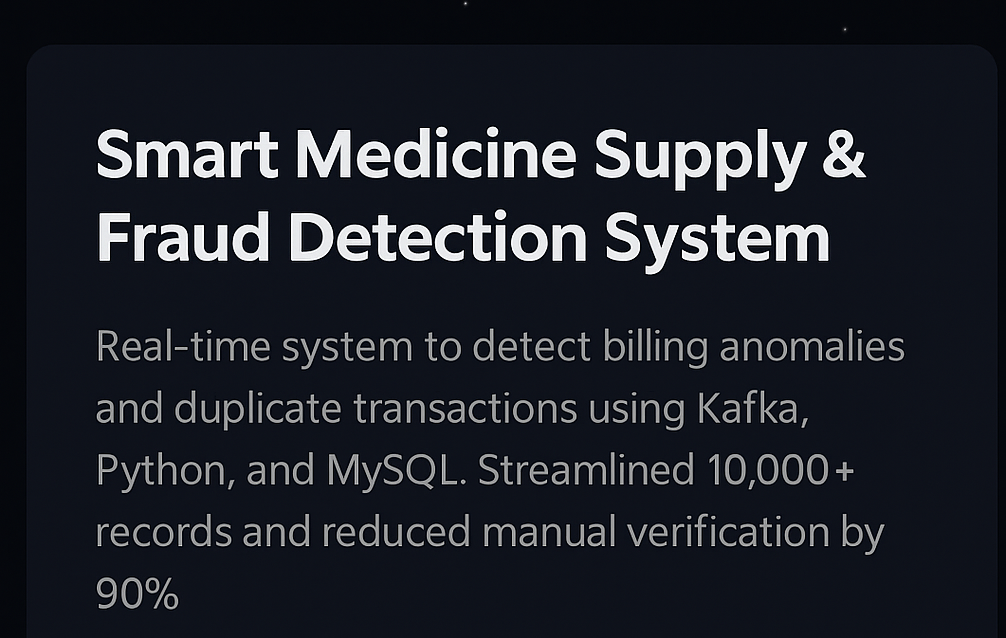 Smart Medicine Supply &
Fraud Detection System
Real-time system to detect billing anomalies
and duplicate transactions using Kafka,
Python, and MySQL. Streamlined 10,000+
records and reduced manual verification by
90%